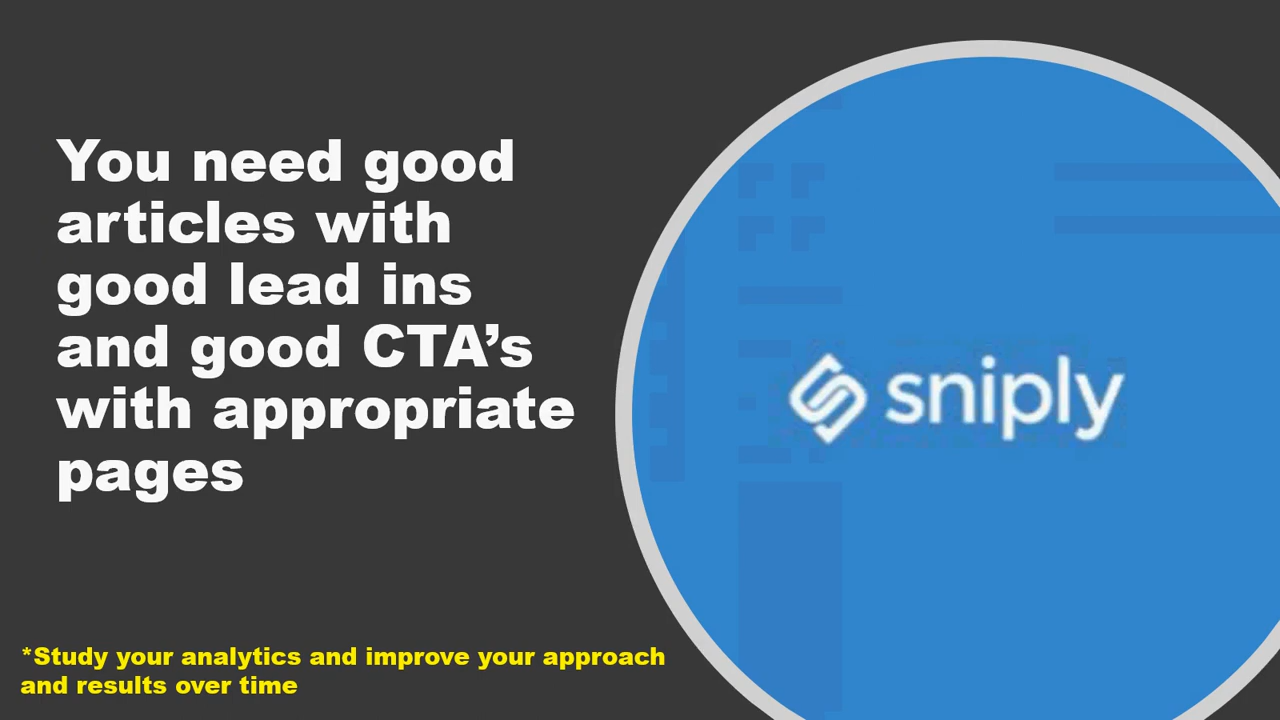 You need good
articles with
good lead ins
and good CTA’s
with appropriate
pages
sniply
*Study your analytics and improve your approach
and results over time